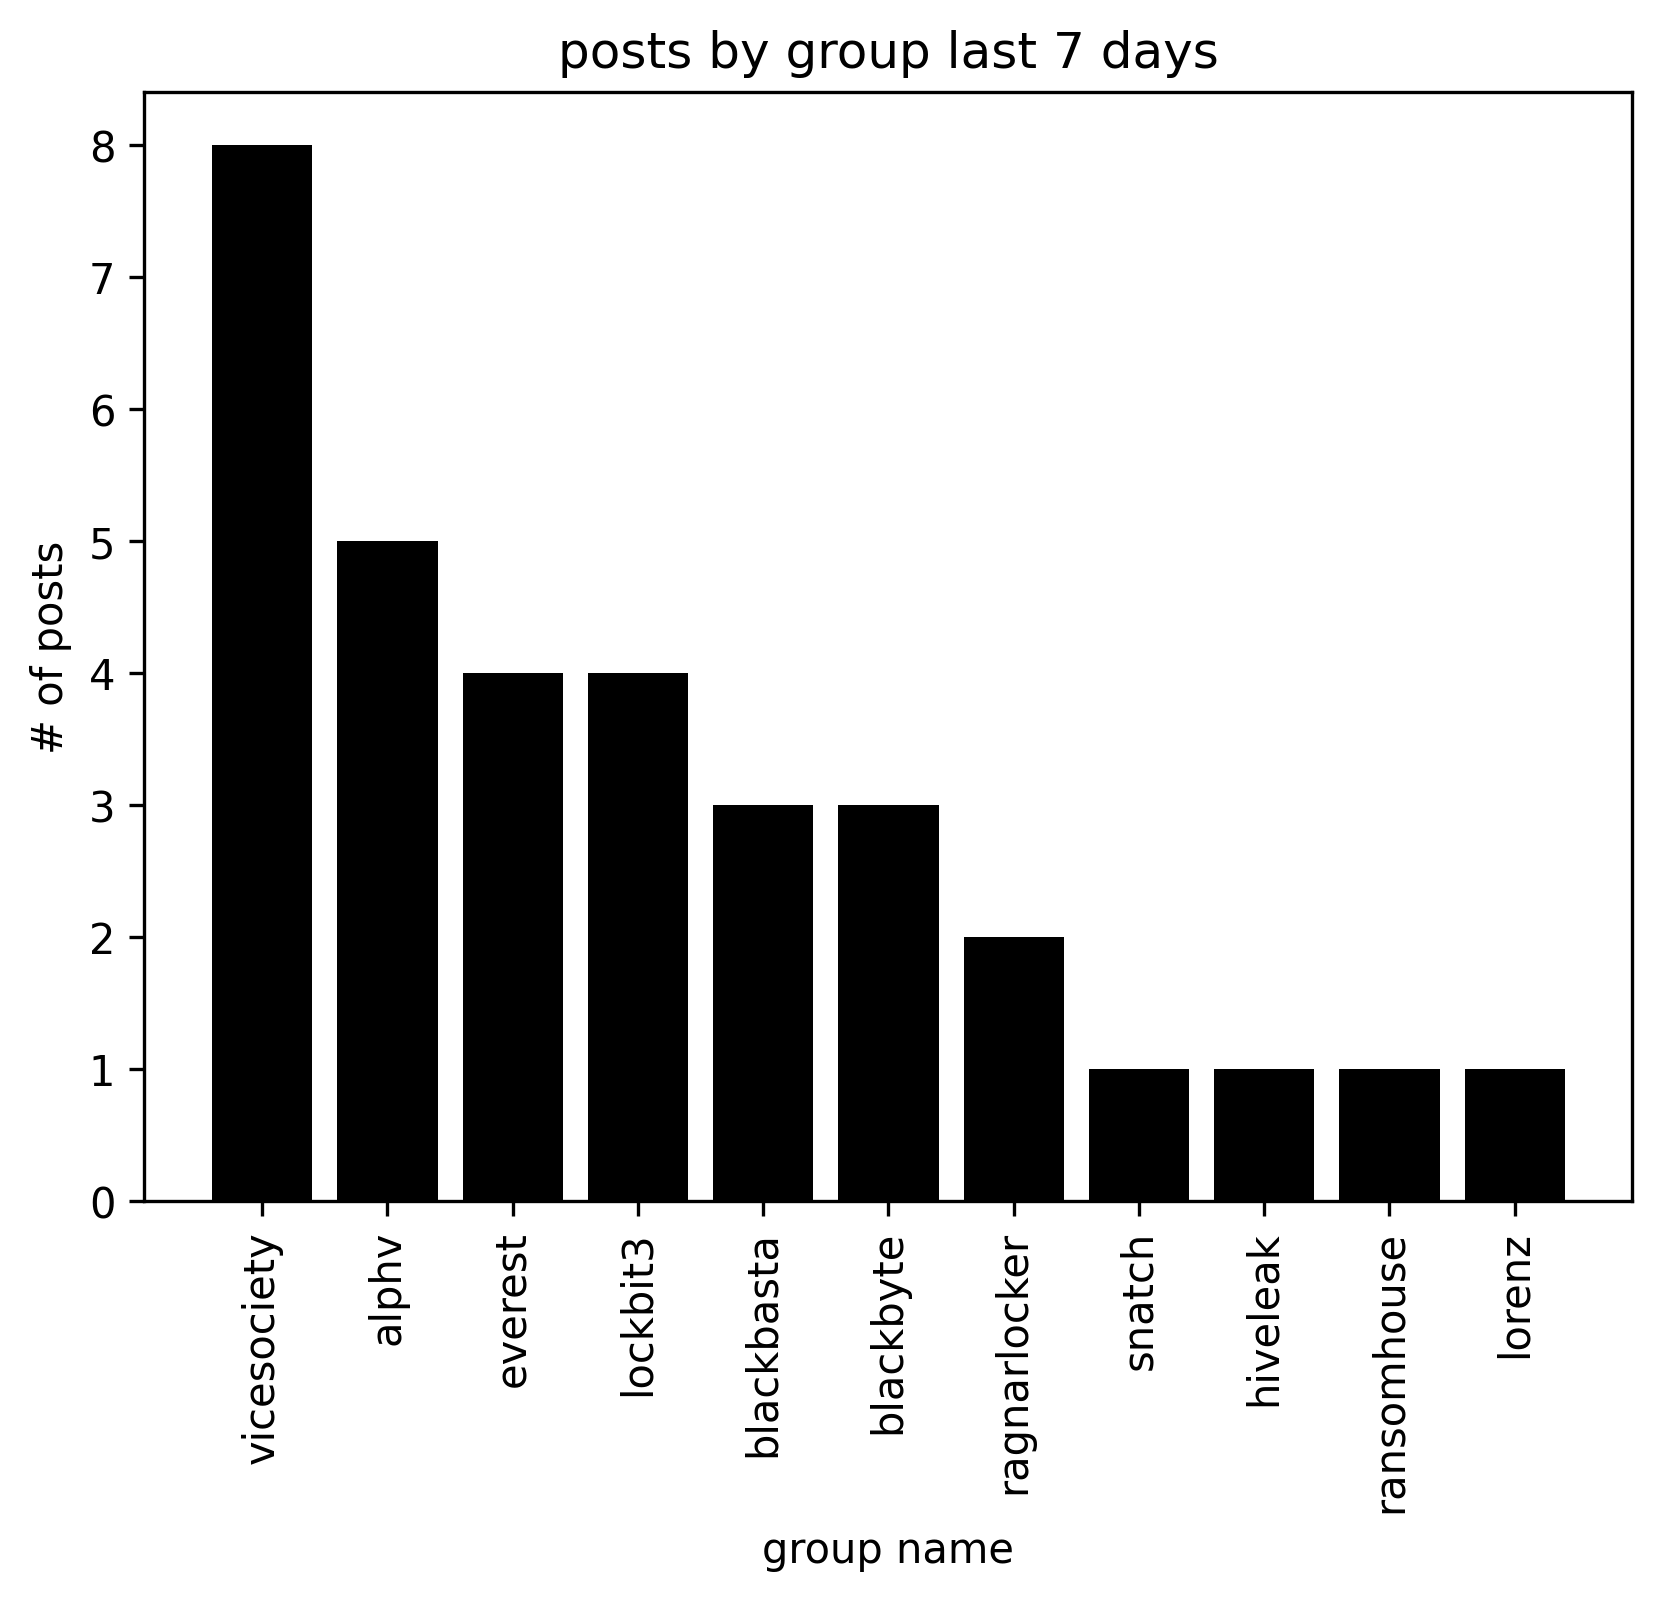 posts by group last 7 days
8
7
6
5
4
3
2
1
0
# of posts
vicesociety
alphv
everest
lockbit3
blackbasta
blackbyte
ragnarlocker
snatch
hiveleak
ransomhouse
lorenz
group name